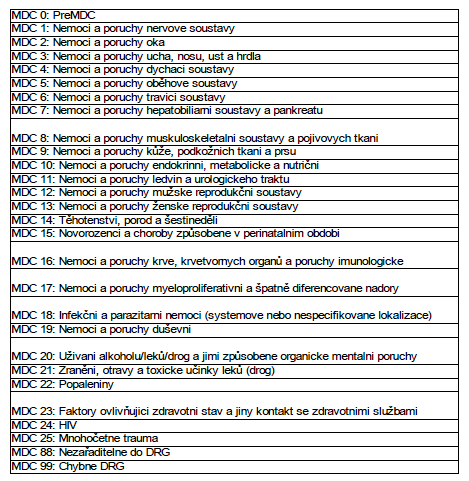 MDC 0: PreMDC
MDC 1: Nemoci a poruchy nervove soustavy
MDC 2: Nemoci a poruchy oka
MDC 3: Nemoci a poruchy ucha, nosu, ust a hrdla
MDC 4: Nemoci a poruchy dychaci soustavy
MDC 5: Nemoci a poruchy oběhove soustavy
MDC 6: Nemoci a poruchy travici soustavy
MDC 7: Nemoci a poruchy hepatobiliarni soustavy a pankreatu
MDC 8: Nemoci a poruchy muskuloskeletalni soustavy a pojivovych tkani
MDC 9: Nemoci a poruchy kůže, podkožnich tkani a prsu
MDC 10: Nemoci a poruchy endokrinni, metabolicke a nutrični
MDC 11: Nemoci a poruchy ledvin a urologickeho traktu
MDC 12: Nemoci a poruchy mužske reprodukčni soustavy
MDC 13: Nemoci a poruchy ženske reprodukčni soustavy
MDC 14: Těhotenstvi, porod a šestineděli
MDC 15: Novorozenci a choroby způsobene v perinatalnim obdobi
MDC 16: Nemoci a poruchy krve, krvetvornych organů a poruchy imunologicke
MDC 17: Nemoci a poruchy myeloproliferativni a špatně diferencovane nadory
MDC 18: Infekčni a parazitarni nemoci (systemove nebo nespecifikovane lokalizace)
MDC 19: Nemoci a poruchy duševni
MDC 20: Uživani alkoholu/leků/drog a jimi způsobene organicke mentalni poruchy
MDC 21: Zraněni, otravy a toxicke učinky leků (drog)
MDC 22: Popaleniny
MDC 23: Faktory ovlivňujici zdravotni stav a jiny kontakt se zdravotnimi službami
MDC 24: HIV
MDC 25: Mnohočetne trauma
MDC 88: Nezařaditelne do DRG
MDC 99: Chybne DRG